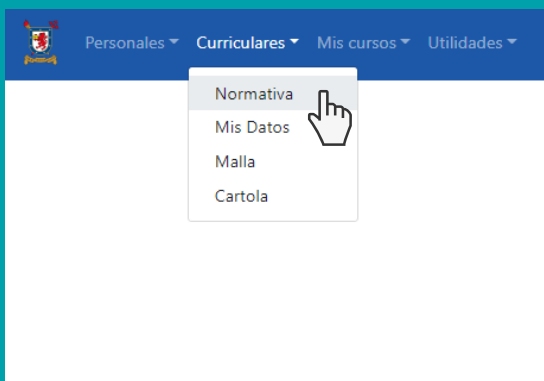 Personales Curriculares Mis cursos Utilidades
Normativa
Mis Datos
Malla
Cartola